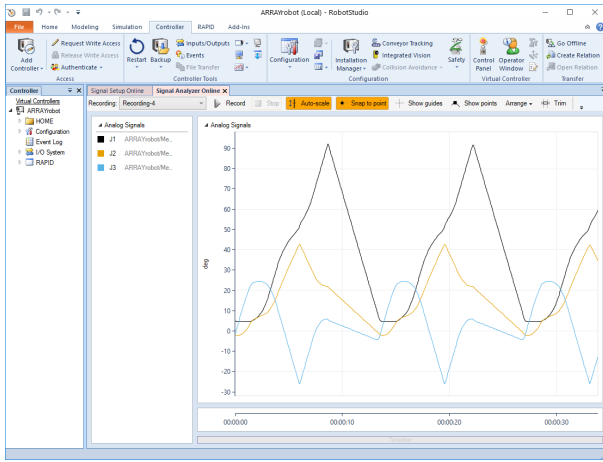 ARRAYrobot (Local) - RobotStudio
File Home Modeling Simulation Controller RAPID Add-Ins
Add Controller
Request Write Access
Release Write Access
Authenticate
Access
Restart Backup
Inputs/Outputs
Events
File Transfer
Controller Tools
Configuration
Installation Manager
Conveyor Tracking
Integrated Vision
Collision Avoidance
Safety
Configuration
Control Panel
Operator Window
Virtual Controller
Go Offline
Create Relation
Open Relation
Transfer
Controller
Virtual Controllers
ARRAYrobot
HOME
Configuration
Event Log
I/O System
RAPID
Signal Setup Online Signal Analyzer Online X
Recording: Recording-4 Record Stop Auto-scale Snap to point Show guides Show points Arrange Trim
Analog Signals
J1 ARRAYrobot/Me..
J2 ARRAYrobot/Me..
J3 ARRAYrobot/Me..
Analog Signals
deg
90
80
70
60
50
40
30
20
10
0
-10
-20
-30
00:00:00 00:00:10 00:00:20 00:00:30